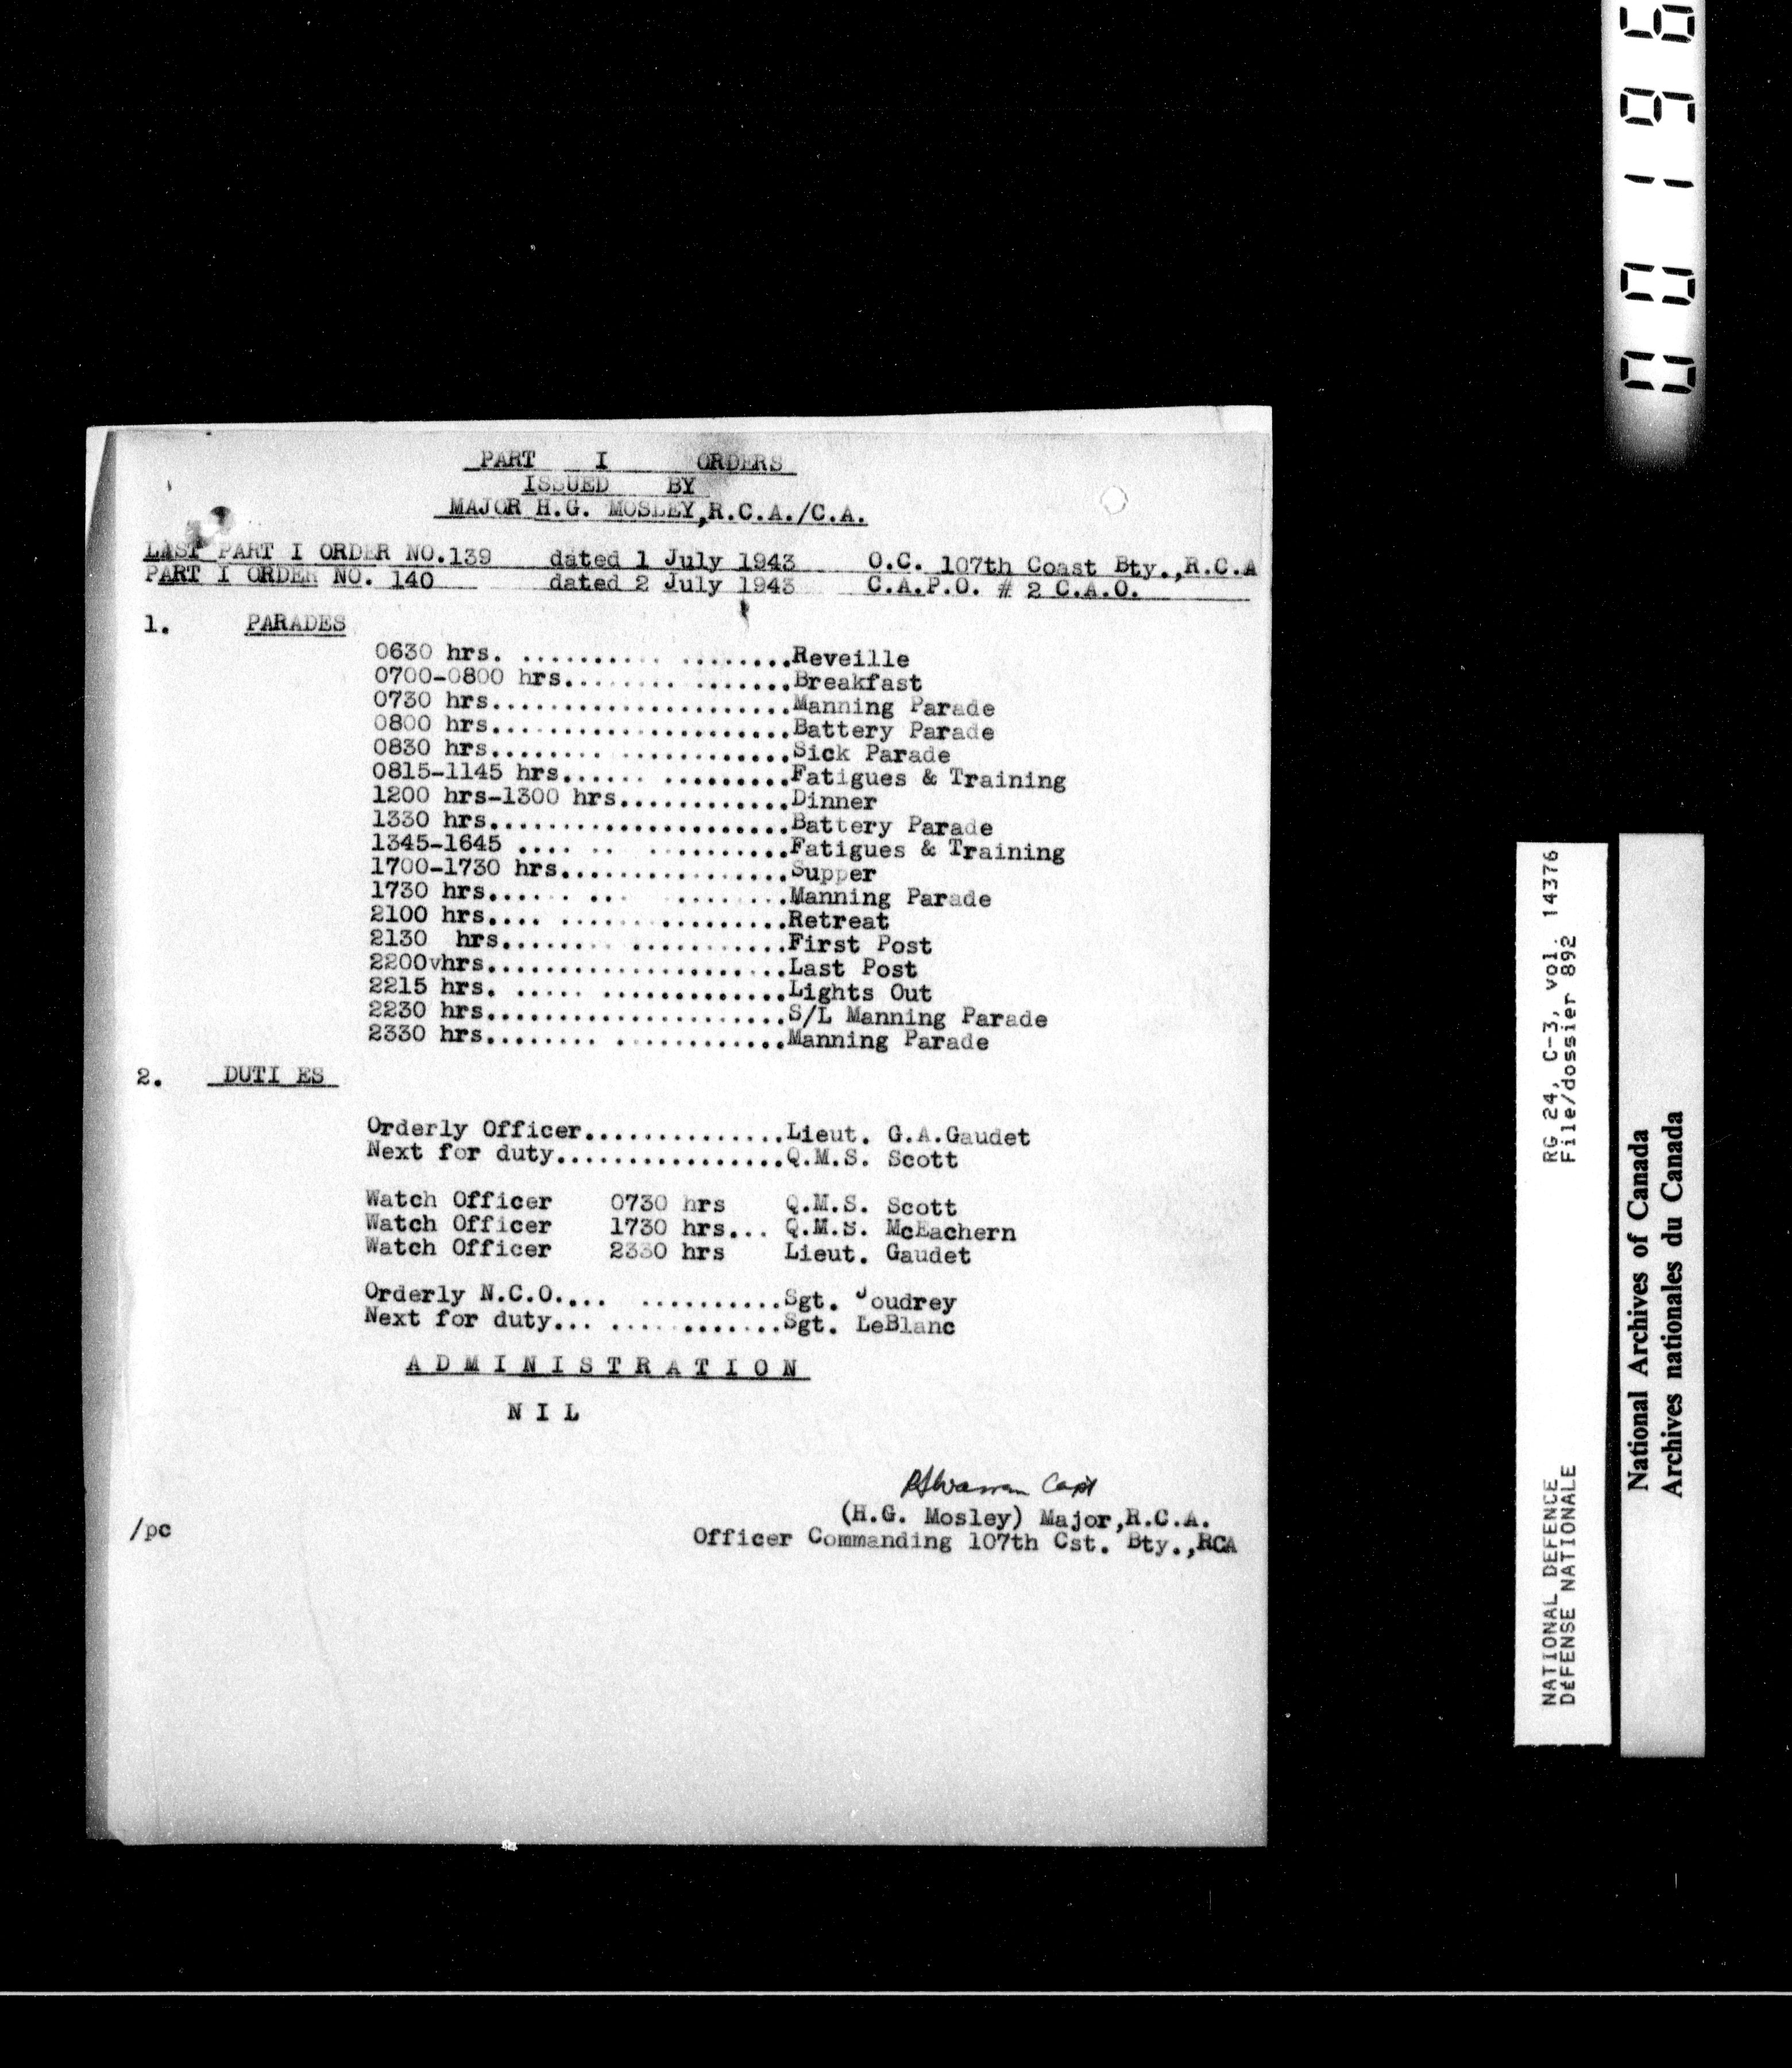 PART I ORDERS
ISSUED BY
MAJOR H.G. MOSLEY,R.C.A./C.A.
LAST PART I ORDER NO.139 dated 1 July 1943 O.C. 107th Coast Bty.,R.C.A
PART I ORDER NO. 140 dated 2 July 1943 C.A.P.O. # 2 C.A.O.
1. PARADES
0630 hrs. .......... ........Reveille
0700-0800 hrs........ .......Breakfast
0730 hrs.....................Manning Parade
0800 hrs.....................Battery Parade
0830 hrs........ ............Sick Parade
0815-1145 hrs...... .........Fatigues & Training
1200 hrs-1300 hrs............Dinner
1330 hrs.....................Battery Parade
1345-1645 .... .. ..........Fatigues & Training
1700-1730 hrs................Supper
1730 hrs...... .. ........Manning Parade
2100 hrs.... ................Retreat
2130 hrs........ ...........First Post
2200vhrs.....................Last Post
2215 hrs. ..... .............Lights Out
2230 hrs.....................S/L Manning Parade
2330 hrs........ ............Manning Parade
2. DUTI ES
Orderly Officer..............Lieut. G.A.Gaudet
Next for duty................Q.M.S. Scott
Watch Officer 0730 hrs Q.M.S. Scott
Watch Officer 1730 hrs... Q.M.S. McEachern
Watch Officer 2330 hrs Lieut. Gaudet
Orderly N.C.O.... ..........Sgt. Joudrey
Next for duty... ............Sgt. LeBlanc
A D M I N I S T R A T I O N
N I L
Capt
(H.G. Mosley) Major,R.C.A.
/pc
Officer Commanding 107th Cst. Bty.,RCA
00196
NATIONAL DEFENCE RG 24, C-3, vol. 14376
DÉFENSE NATIONALE File/dossier 892
National Archives of Canada
Archives nationales du Canada